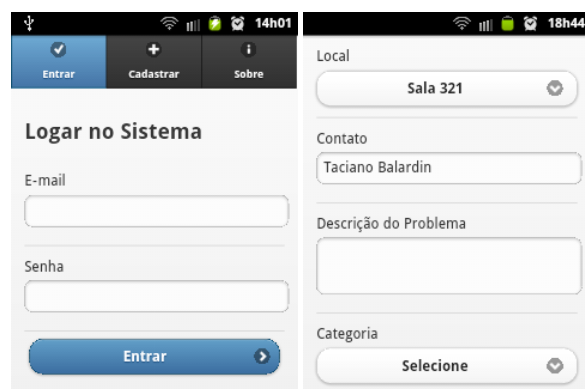 14h01
Entrar
Cadastrar
Sobre
Logar no Sistema
E-mail
Senha
Entrar
18h44
Local
Sala 321
Contato
Taciano Balardin
Descrição do Problema
Categoria
Selecione